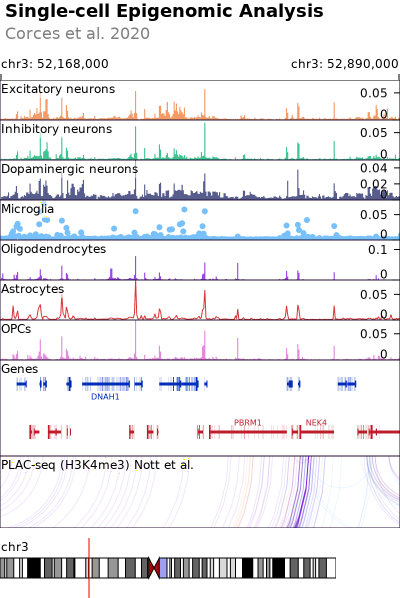 Single-cell Epigenomic Analysis
Corces et al. 2020
chr3: 52,168,000 chr3: 52,890,000
Excitatory neurons 0.05
0
Inhibitory neurons 0.05
0
Dopaminergic neurons 0.04
0.02
0
Microglia 0.05
0
Oligodendrocytes 0.1
0
Astrocytes 0.05
0
OPCs 0.05
0
Genes
DNAH1
PBRM1 NEK4
PLAC-seq (H3K4me3) Nott et al.
chr3